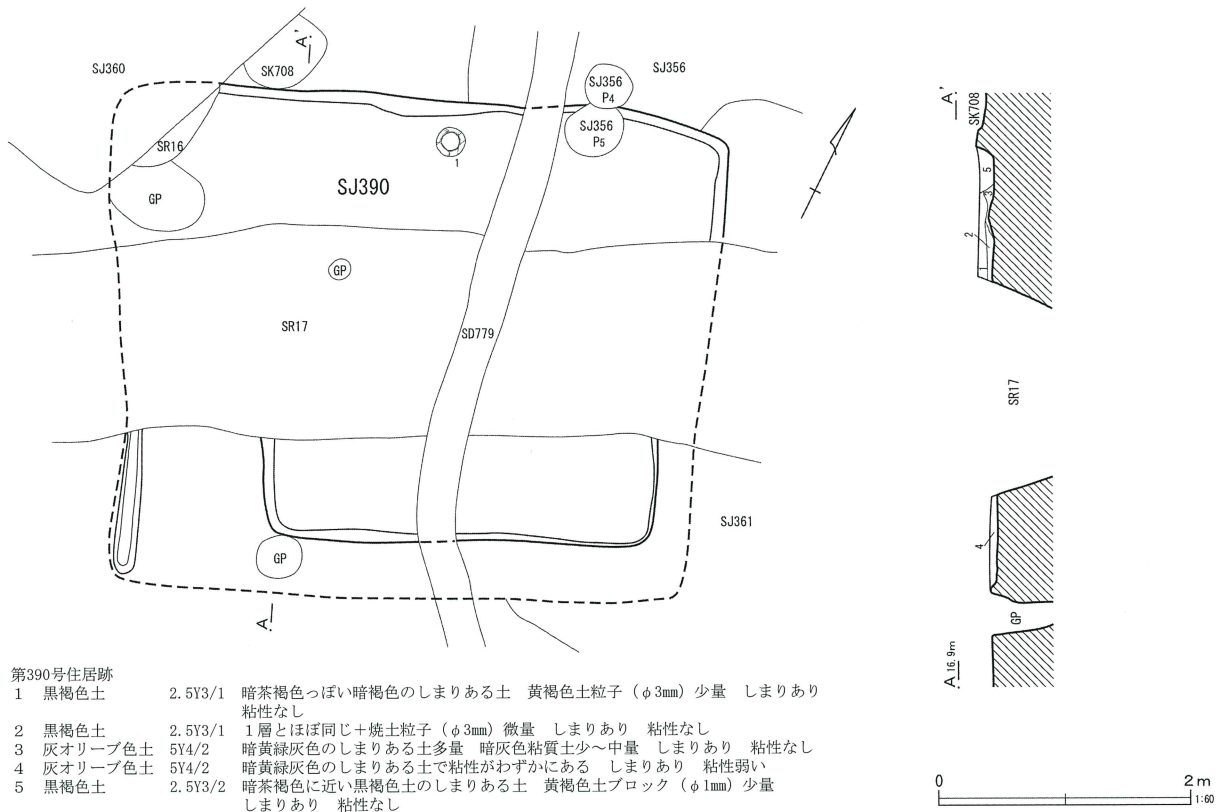 A'
SJ360
SK708
SJ356
SJ356
P4
SJ356
P5
SR16
GP
1
SJ390
GP
SR17
SD779
SJ361
GP
A
A'
SK708
5
3
2
1
SR17
4
GP
A 16.9m
第390号住居跡
1 黒褐色土 2.5Y3/1 暗茶褐色っぽい暗褐色のしまりある土 黄褐色土粒子(φ3mm)少量 しまりあり
粘性なし
2 黒褐色土 2.5Y3/1 1層とほぼ同じ+焼土粒子(φ3mm)微量 しまりあり 粘性なし
3 灰オリーブ色土 5Y4/2 暗黄緑灰色のしまりある土多量 暗灰色粘質土少~中量 しまりあり 粘性なし
4 灰オリーブ色土 5Y4/2 暗黄緑灰色のしまりある土で粘性がわずかにある しまりあり 粘性弱い
5 黒褐色土 2.5Y3/2 暗茶褐色に近い黒褐色土のしまりある土 黄褐色土ブロック(φ1mm)少量
しまりあり 粘性なし
0 2m
1:60